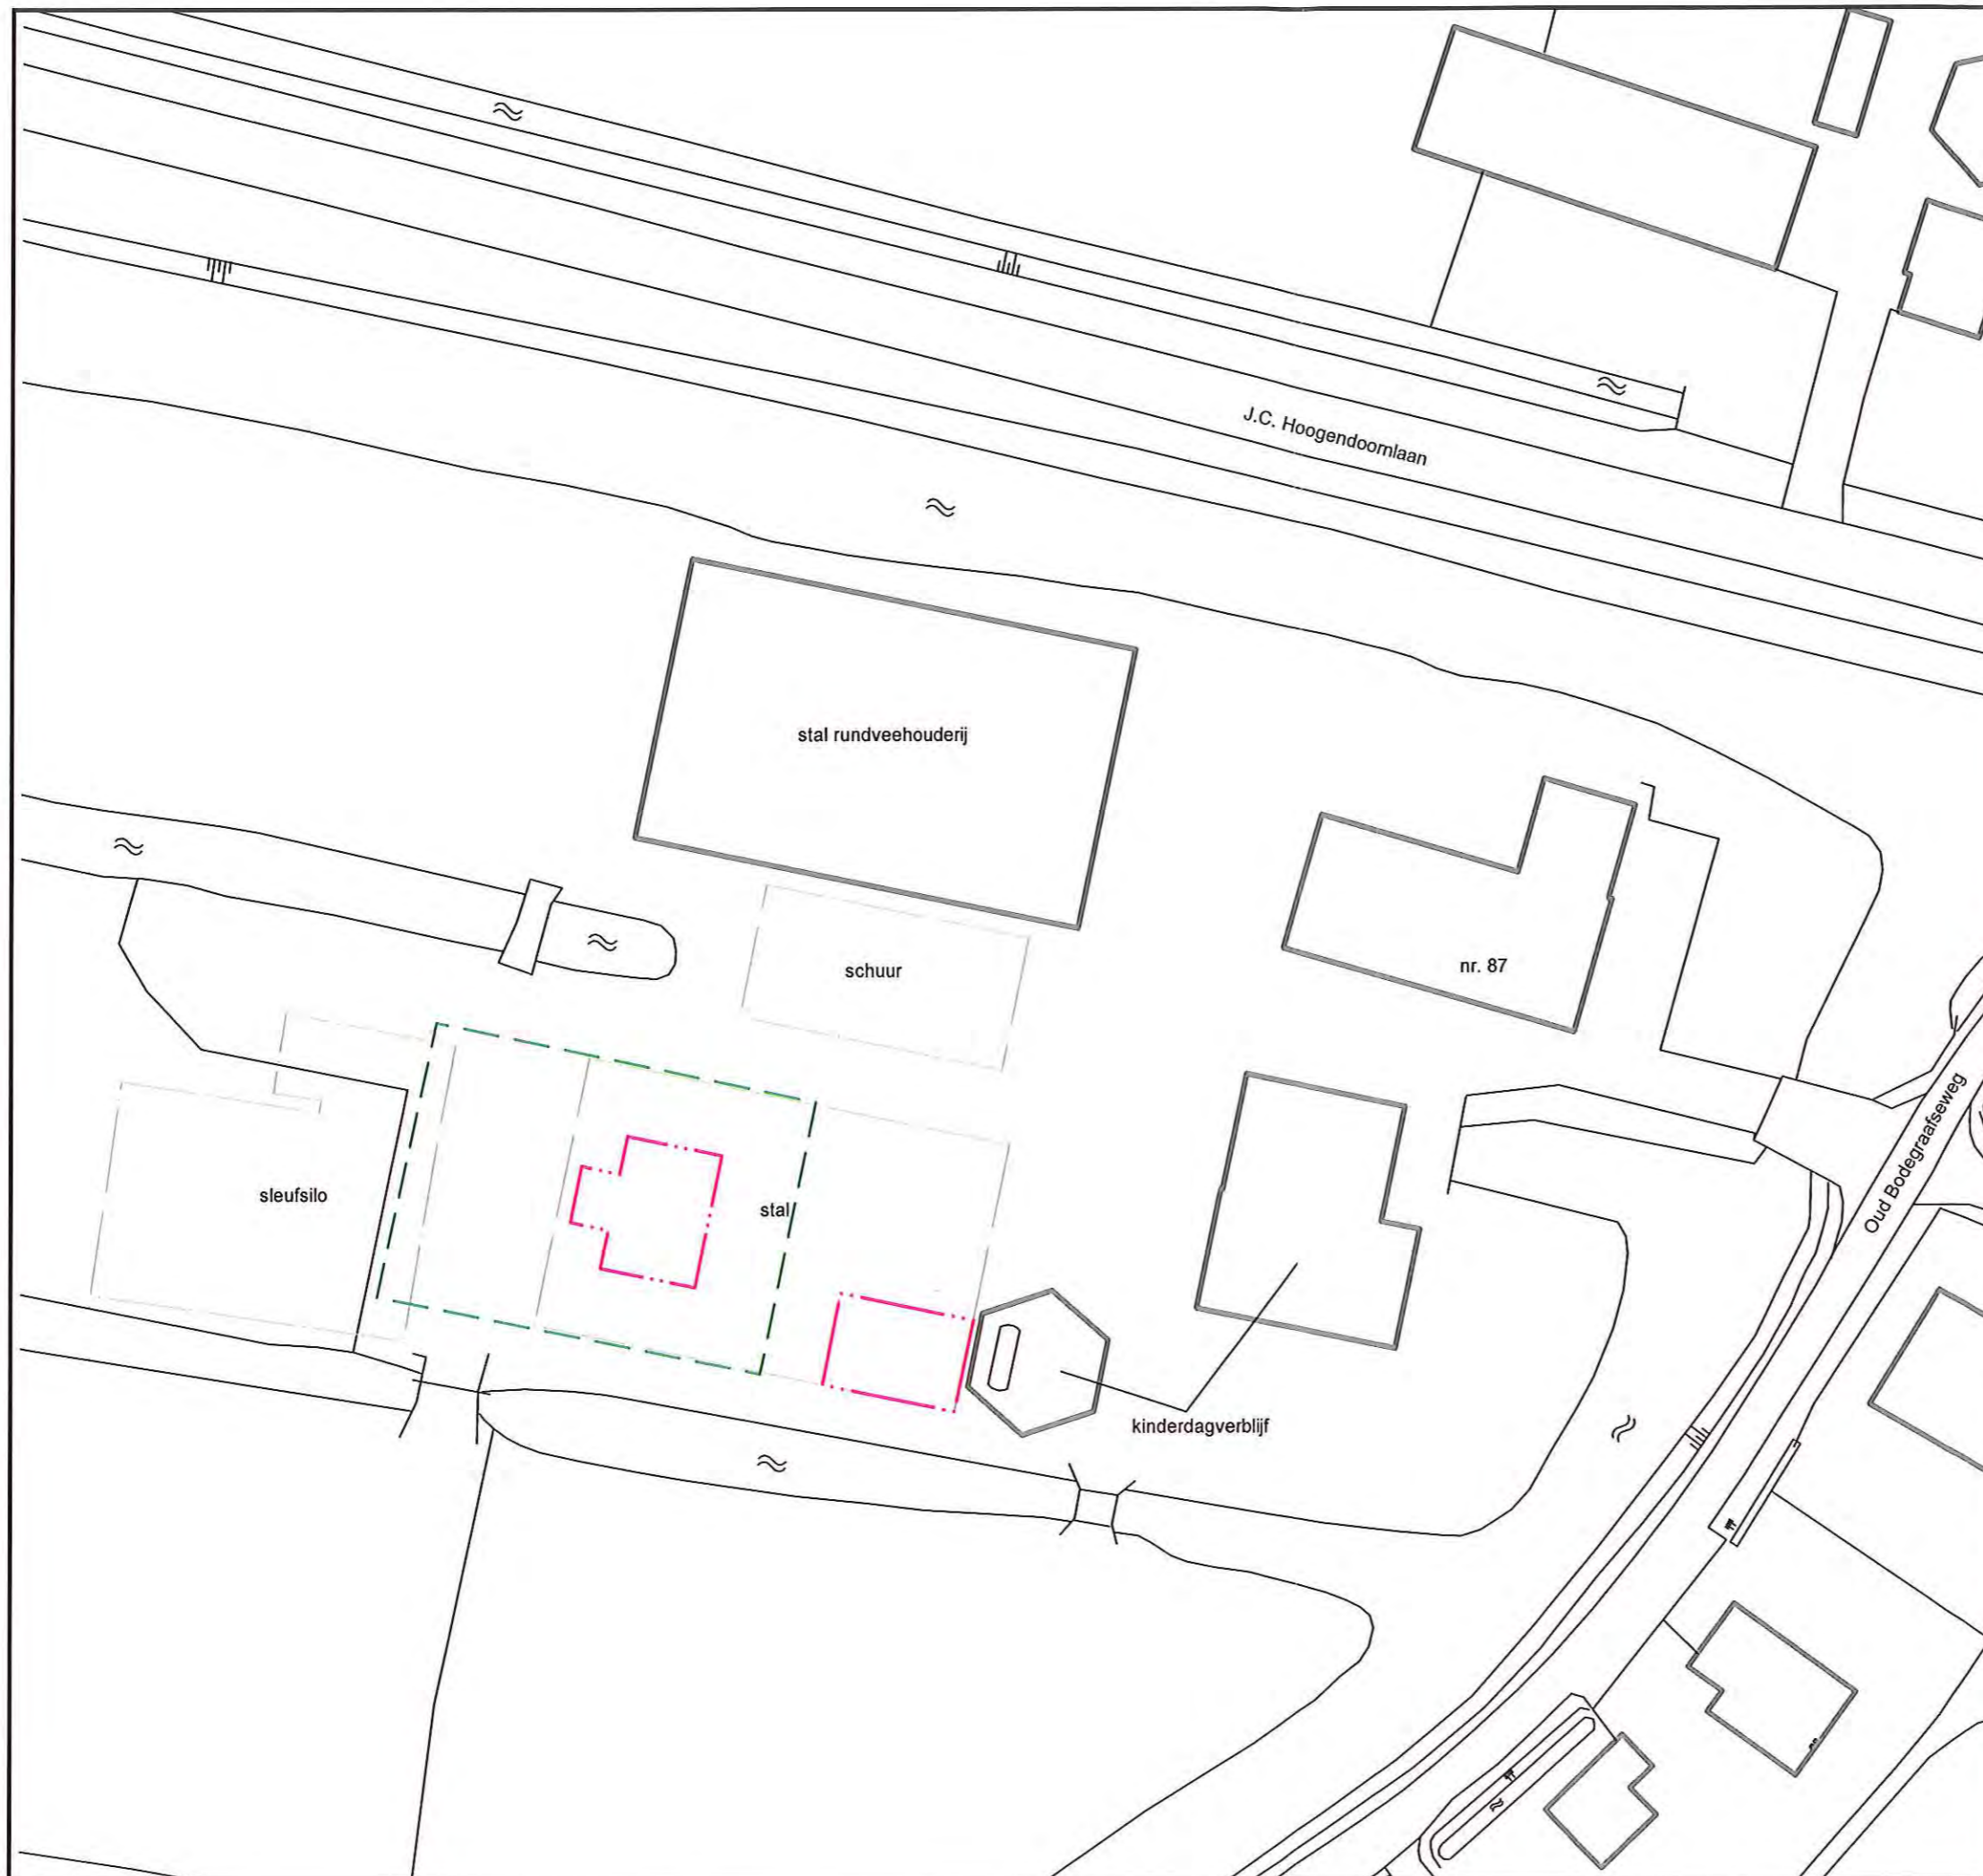 J.C. Hoogendoornlaan
stal rundveehouderij
nr. 87
schuur
Oud Bodegraafseweg
sleufsilo
stal
kinderdagverblijf